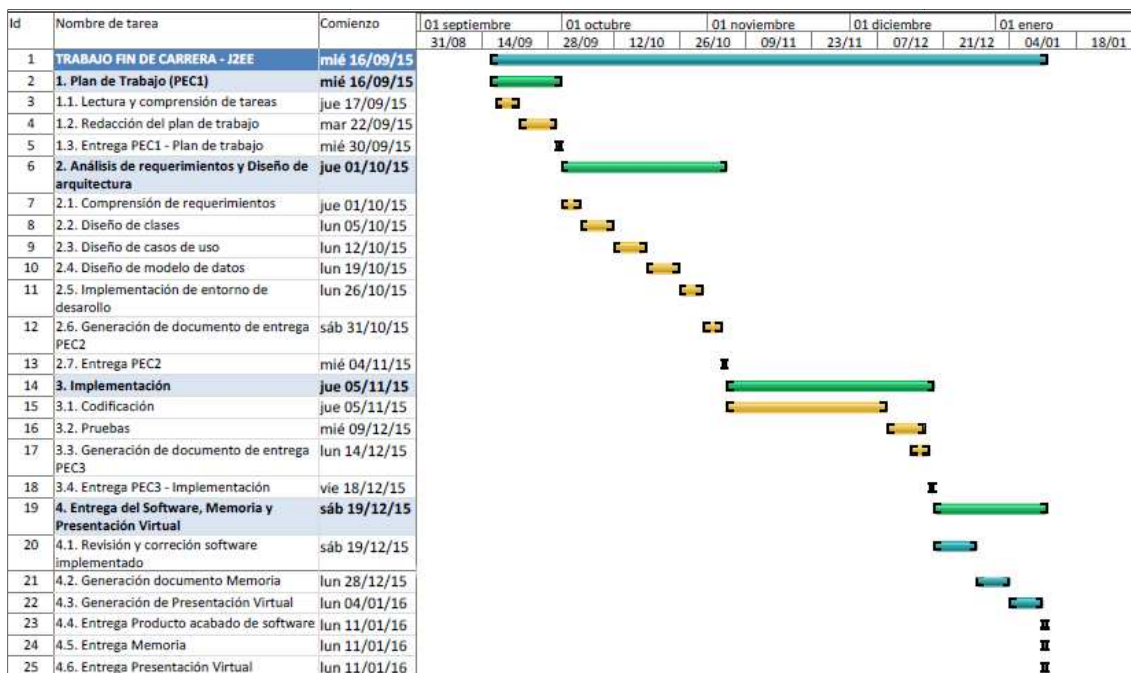 Id Nombre de tarea Comienzo 01 septiembre 01 octubre 01 noviembre 01 diciembre 01 enero
31/08 14/09 28/09 12/10 26/10 09/11 23/11 07/12 21/12 04/01 18/01
1 TRABAJO FIN DE CARRERA - J2EE mié 16/09/15
2 1. Plan de Trabajo (PEC1) mié 16/09/15
3 1.1. Lectura y comprensión de tareas jue 17/09/15
4 1.2. Redacción del plan de trabajo mar 22/09/15
5 1.3. Entrega PEC1 - Plan de trabajo mié 30/09/15
6 2. Análisis de requerimientos y Diseño de jue 01/10/15
arquitectura
7 2.1. Comprensión de requerimientos jue 01/10/15
8 2.2. Diseño de clases lun 05/10/15
9 2.3. Diseño de casos de uso lun 12/10/15
10 2.4. Diseño de modelo de datos lun 19/10/15
11 2.5. Implementación de entorno de lun 26/10/15
desarollo
12 2.6. Generación de documento de entrega sáb 31/10/15
PEC2
13 2.7. Entrega PEC2 mié 04/11/15
14 3. Implementación jue 05/11/15
15 3.1. Codificación jue 05/11/15
16 3.2. Pruebas mié 09/12/15
17 3.3. Generación de documento de entrega lun 14/12/15
PEC3
18 3.4. Entrega PEC3 - Implementación vie 18/12/15
19 4. Entrega del Software, Memoria y sáb 19/12/15
Presentación Virtual
20 4.1. Revisión y correción software sáb 19/12/15
implementado
21 4.2. Generación documento Memoria lun 28/12/15
22 4.3. Generación de Presentación Virtual lun 04/01/16
23 4.4. Entrega Producto acabado de software lun 11/01/16
24 4.5. Entrega Memoria lun 11/01/16
25 4.6. Entrega Presentación Virtual lun 11/01/16